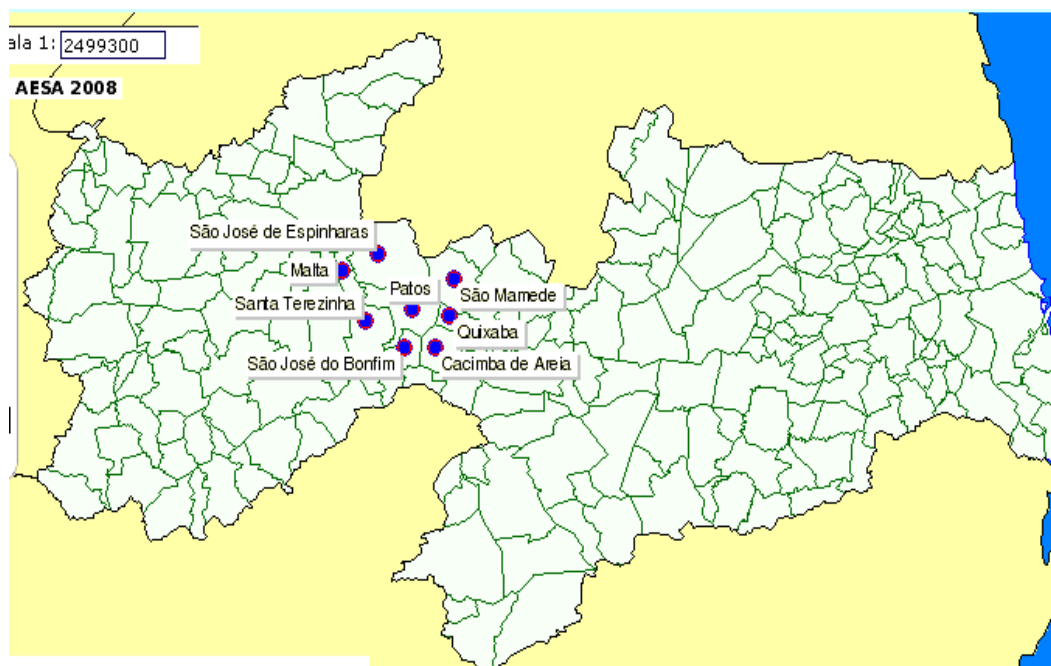 ala 1: 2499300
AESA 2008
São José de Espinharas
Malta
Patos
São Mamede
Santa Terezinha
Quixaba
São José do Bonfim
Cacimba de Areia